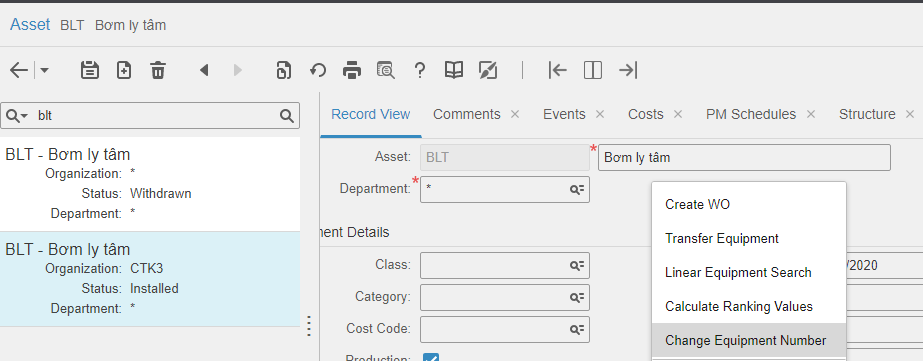 Asset BLT Bơm ly tâm
blt
BLT - Bơm ly tâm
Organization: *
Status: Withdrawn
Department: *
BLT - Bơm ly tâm
Organization: CTK3
Status: Installed
Department: *
Record View Comments Events Costs PM Schedules Structure
Asset: BLT * Bơm ly tâm
Department: * *
ment Details
Class:
/2020
Category:
Cost Code:
Production:
Create WO
Transfer Equipment
Linear Equipment Search
Calculate Ranking Values
Change Equipment Number